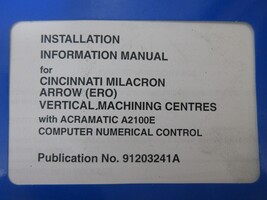 INSTALLATION
INFORMATION MANUAL
for
CINCINNATI MILACRON
ARROW (ERO)
VERTICAL,MACHINING CENTRES
with ACRAMATIC A2100E
COMPUTER NUMERICAL CONTROL
Publication No. 91203241A